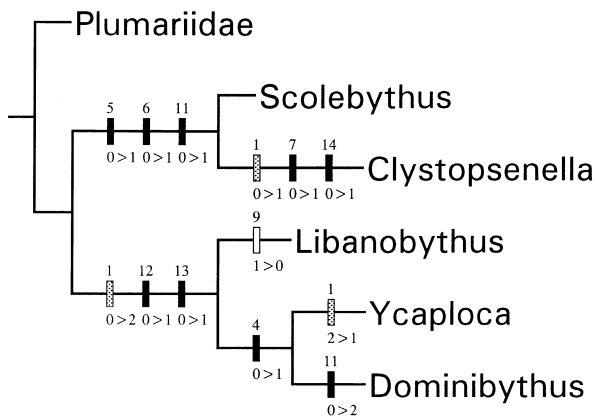 Plumariidae
5 6 11
Scolebythus
0>1 0>1 0>1
1 7 14
Clystopsenella
0>1 0>1 0>1
9
Libanobythus
1>0
1 12 13
0>2 0>1 0>1
1
Ycaploca
2>1
4
0>1
11
Dominibythus
0>2